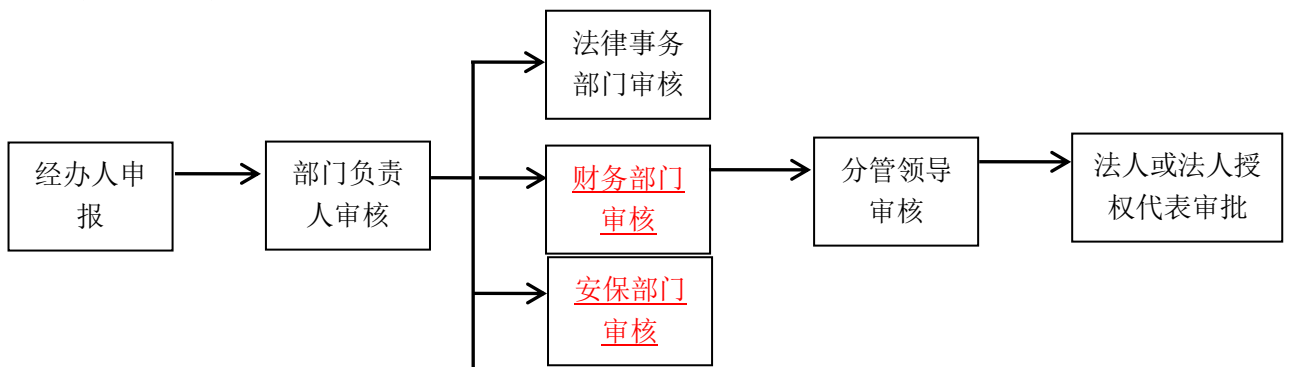 经办人申
报
部门负责
人审核
法律事务
部门审核
财务部门
审核
安保部门
审核
分管领导
审核
法人或法人授
权代表审批